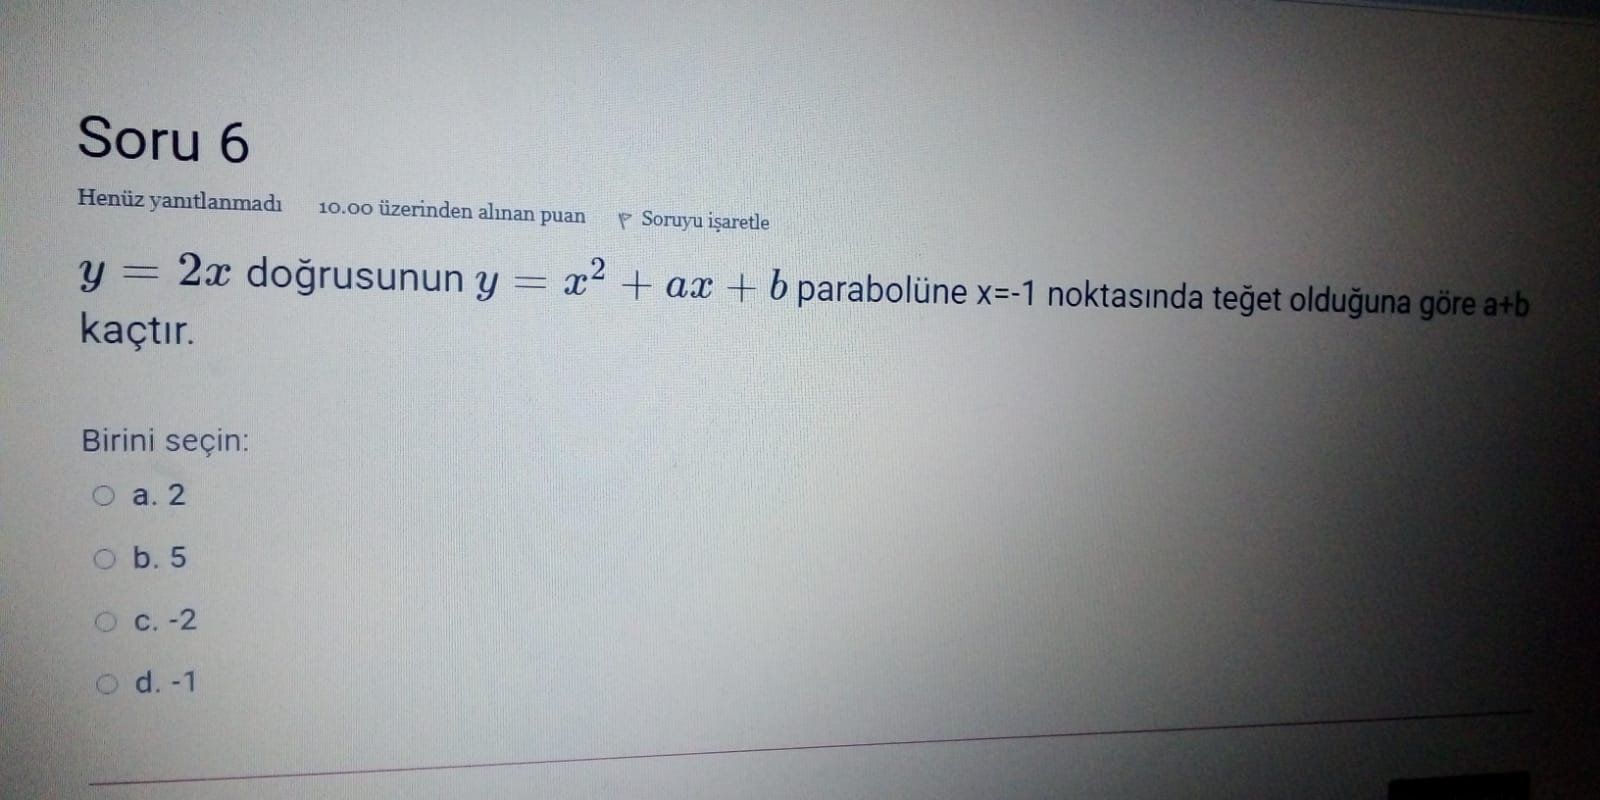 Soru 6
Henüz yanıtlanmadı 10.00 üzerinden alınan puan Soruyu işaretle
y = 2x doğrusunun y = x² + ax + b parabolüne x=-1 noktasında teğet olduğuna göre a+b
kaçtır.
Birini seçin:
a. 2
b. 5
c. -2
d. -1